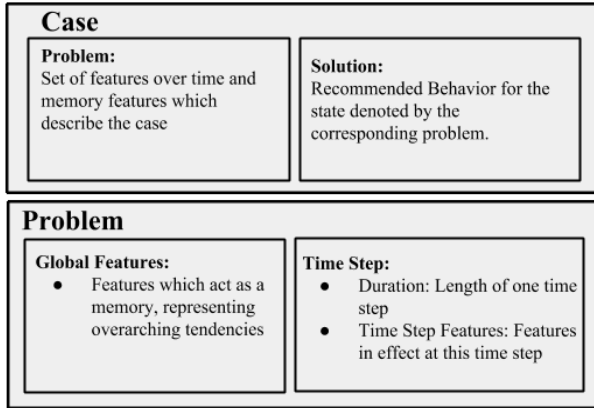 Case
Problem:
Set of features over time and
memory features which
describe the case
Solution:
Recommended Behavior for the
state denoted by the
corresponding problem.
Problem
Global Features:
● Features which act as a
memory, representing
overarching tendencies
Time Step:
● Duration: Length of one time
step
● Time Step Features: Features
in effect at this time step